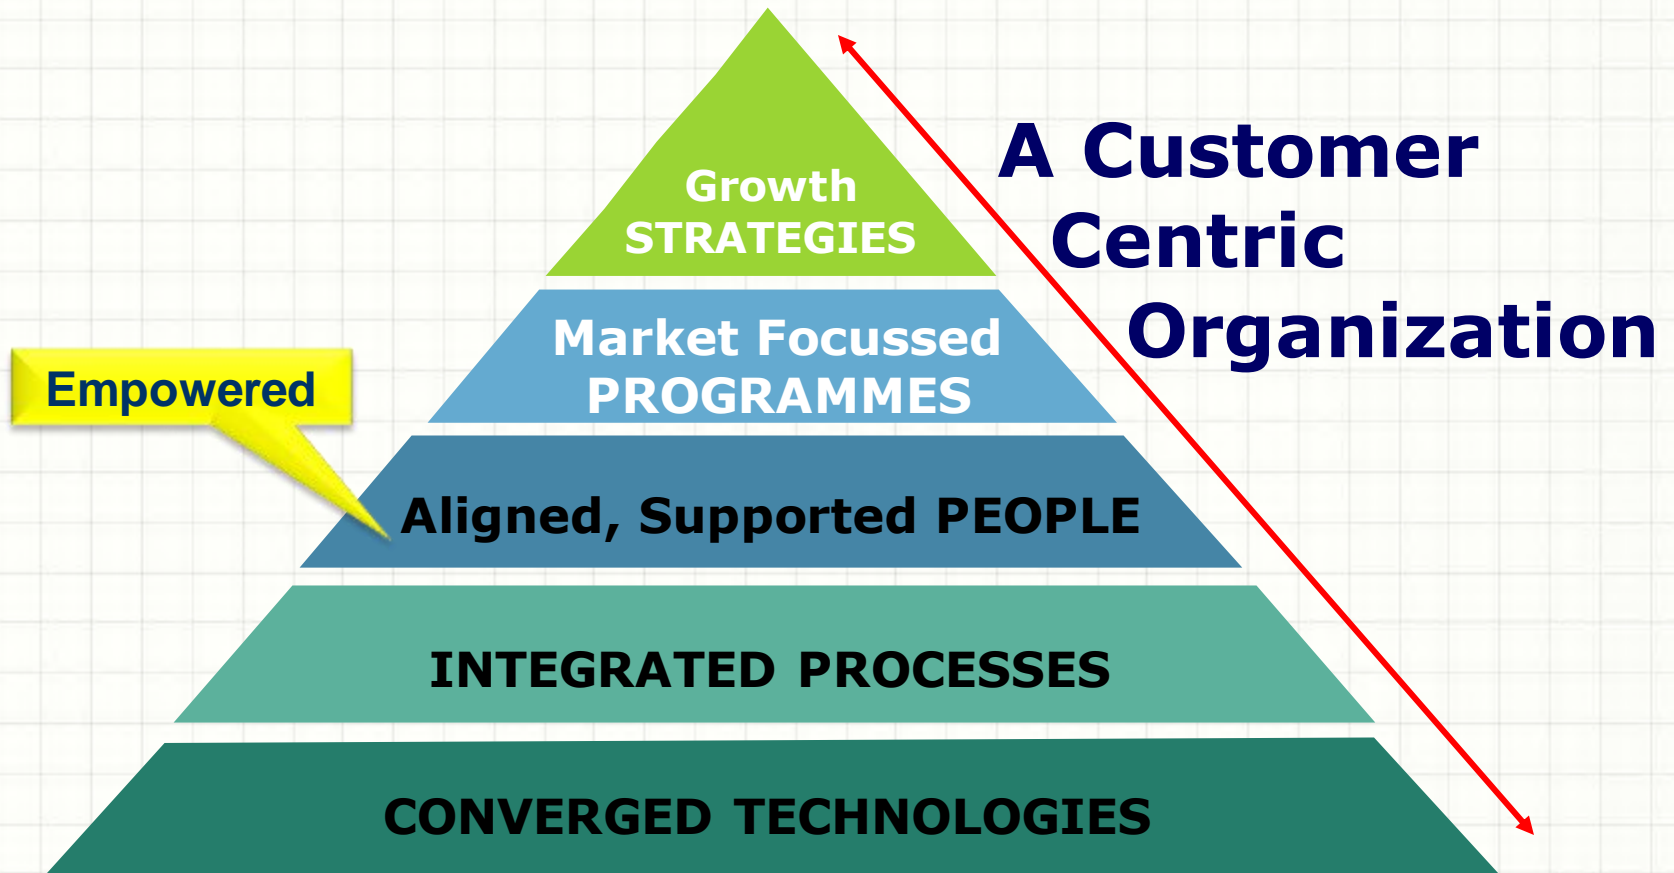 Growth
STRATEGIES
A Customer
Centric
Organization
Market Focussed
PROGRAMMES
Empowered
Aligned, Supported PEOPLE
INTEGRATED PROCESSES
CONVERGED TECHNOLOGIES